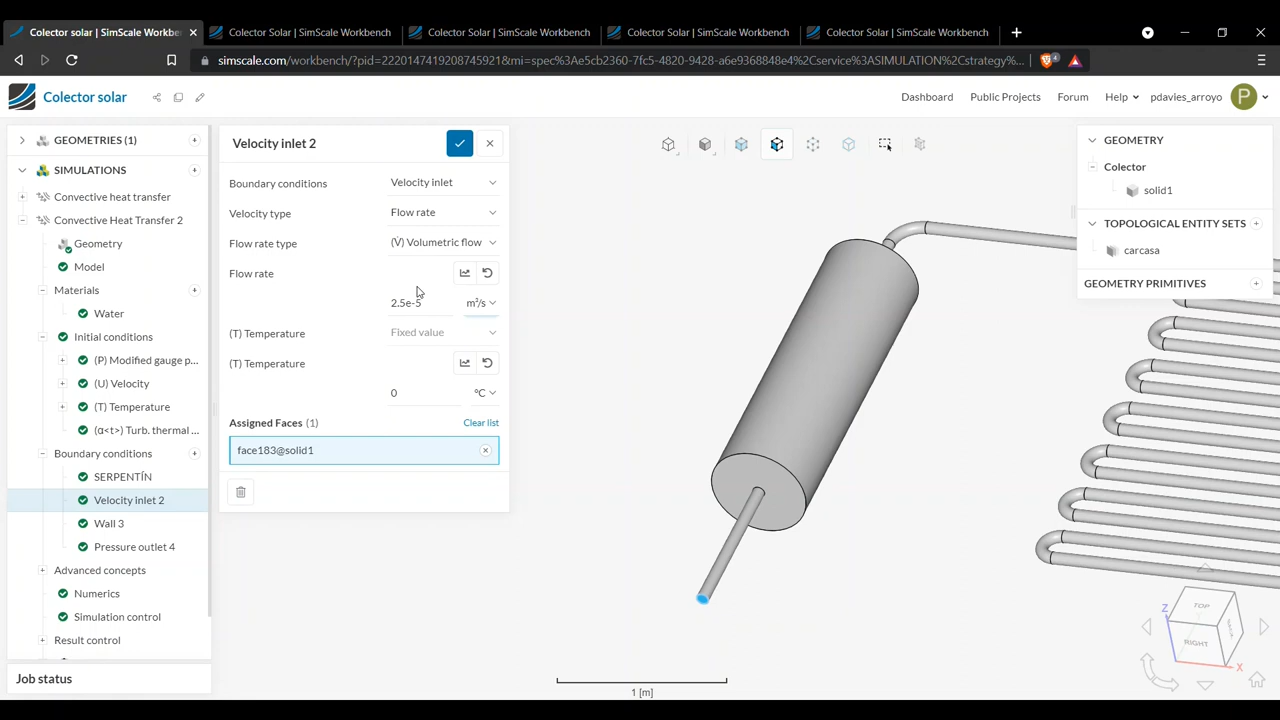 Colector solar | SimScale Workben
Colector Solar | SimScale Workbench
Colector Solar | SimScale Workbench
Colector Solar | SimScale Workbench
Colector Solar | SimScale Workbench
simscale.com/workbench/?pid=2220147419208745921&mi=spec%3Ae5cb2360-7fc5-4820-9428-a6e9368848e4%2Cservice%3ASIMULATION%2Cstrategy%...
4
Colector solar
Dashboard
Public Projects
Forum
Help
pdavies_arroyo
P
GEOMETRIES (1)
SIMULATIONS
Convective heat transfer
Convective Heat Transfer 2
Geometry
Model
Materials
Water
Initial conditions
(P) Modified gauge p...
(U) Velocity
(T) Temperature
(α<t>) Turb. thermal ...
Boundary conditions
SERPENTÍN
Velocity inlet 2
Wall 3
Pressure outlet 4
Advanced concepts
Numerics
Simulation control
Result control
Job status
Velocity inlet 2
Boundary conditions Velocity inlet
Velocity type Flow rate
Flow rate type (V̇) Volumetric flow
Flow rate
2.5e-5 m³/s
(T) Temperature Fixed value
(T) Temperature
0 °C
Assigned Faces (1) Clear list
face183@solid1
GEOMETRY
Colector
solid1
TOPOLOGICAL ENTITY SETS
carcasa
GEOMETRY PRIMITIVES
1 [m]
Z
TOP
RIGHT
BACK
X